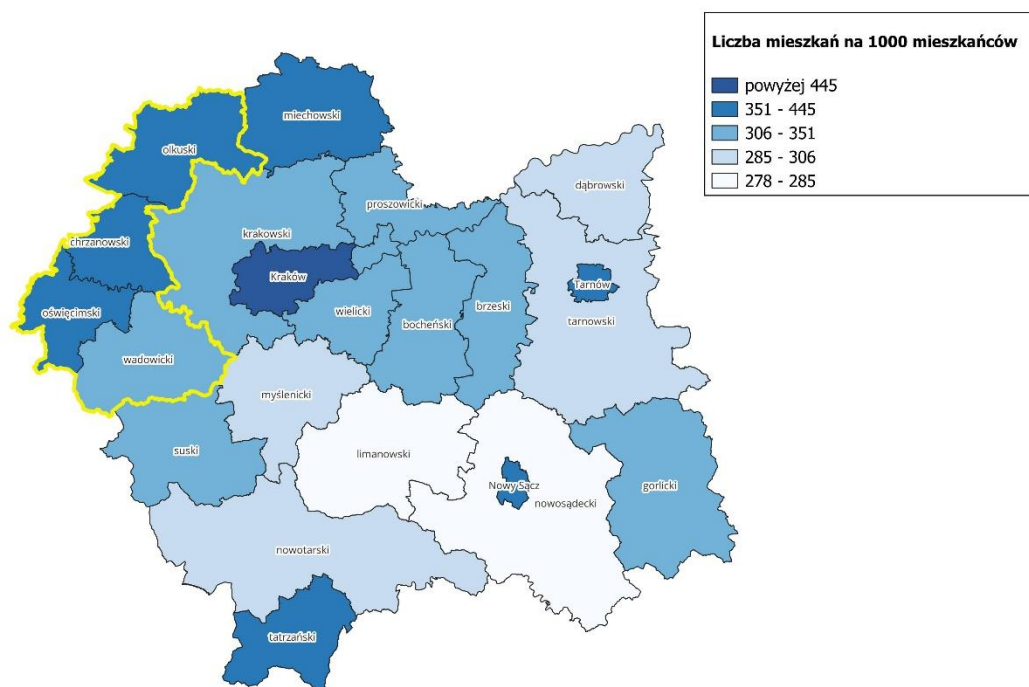 Liczba mieszkań na 1000 mieszkańców
powyżej 445
351 - 445
306 - 351
285 - 306
278 - 285
miechowski
olkuski
dąbrowski
proszowicki
krakowski
chrzanowski
Kraków
Tarnów
oświęcimski
wielicki
brzeski
bocheński
tarnowski
wadowicki
myślenicki
suski
limanowski
Nowy Sącz
gorlicki
nowosądecki
nowotarski
tatrzański